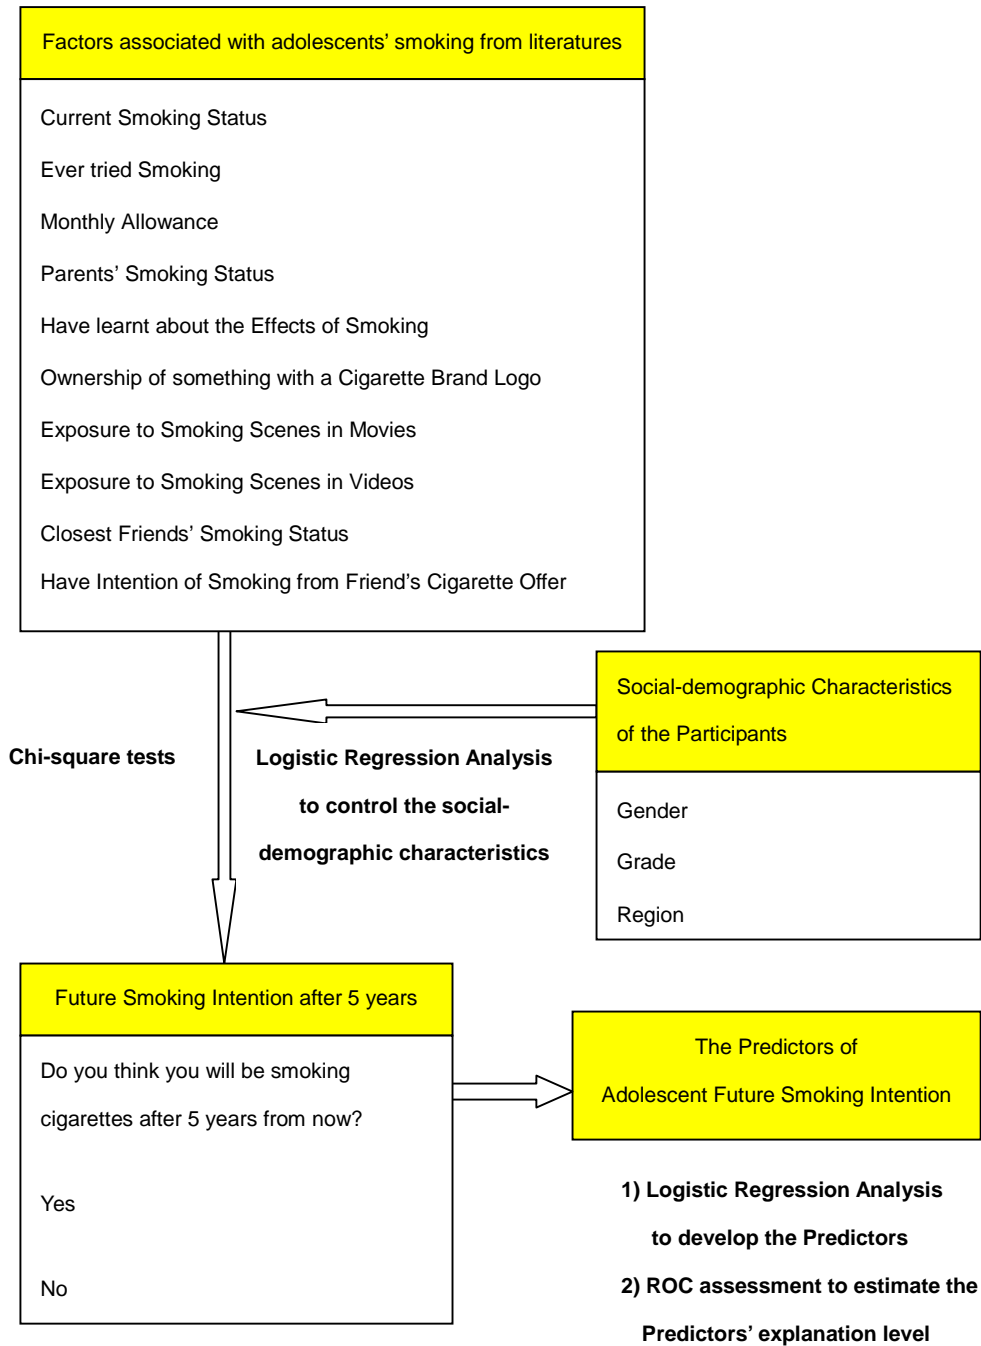 Factors associated with adolescents’ smoking from literatures
Current Smoking Status
Ever tried Smoking
Monthly Allowance
Parents’ Smoking Status
Have learnt about the Effects of Smoking
Ownership of something with a Cigarette Brand Logo
Exposure to Smoking Scenes in Movies
Exposure to Smoking Scenes in Videos
Closest Friends’ Smoking Status
Have Intention of Smoking from Friend’s Cigarette Offer
Social-demographic Characteristics
of the Participants
Gender
Grade
Region
Chi-square tests
Logistic Regression Analysis
to control the social-
demographic characteristics
Future Smoking Intention after 5 years
Do you think you will be smoking
cigarettes after 5 years from now?
Yes
No
The Predictors of
Adolescent Future Smoking Intention
1) Logistic Regression Analysis
to develop the Predictors
2) ROC assessment to estimate the
Predictors’ explanation level